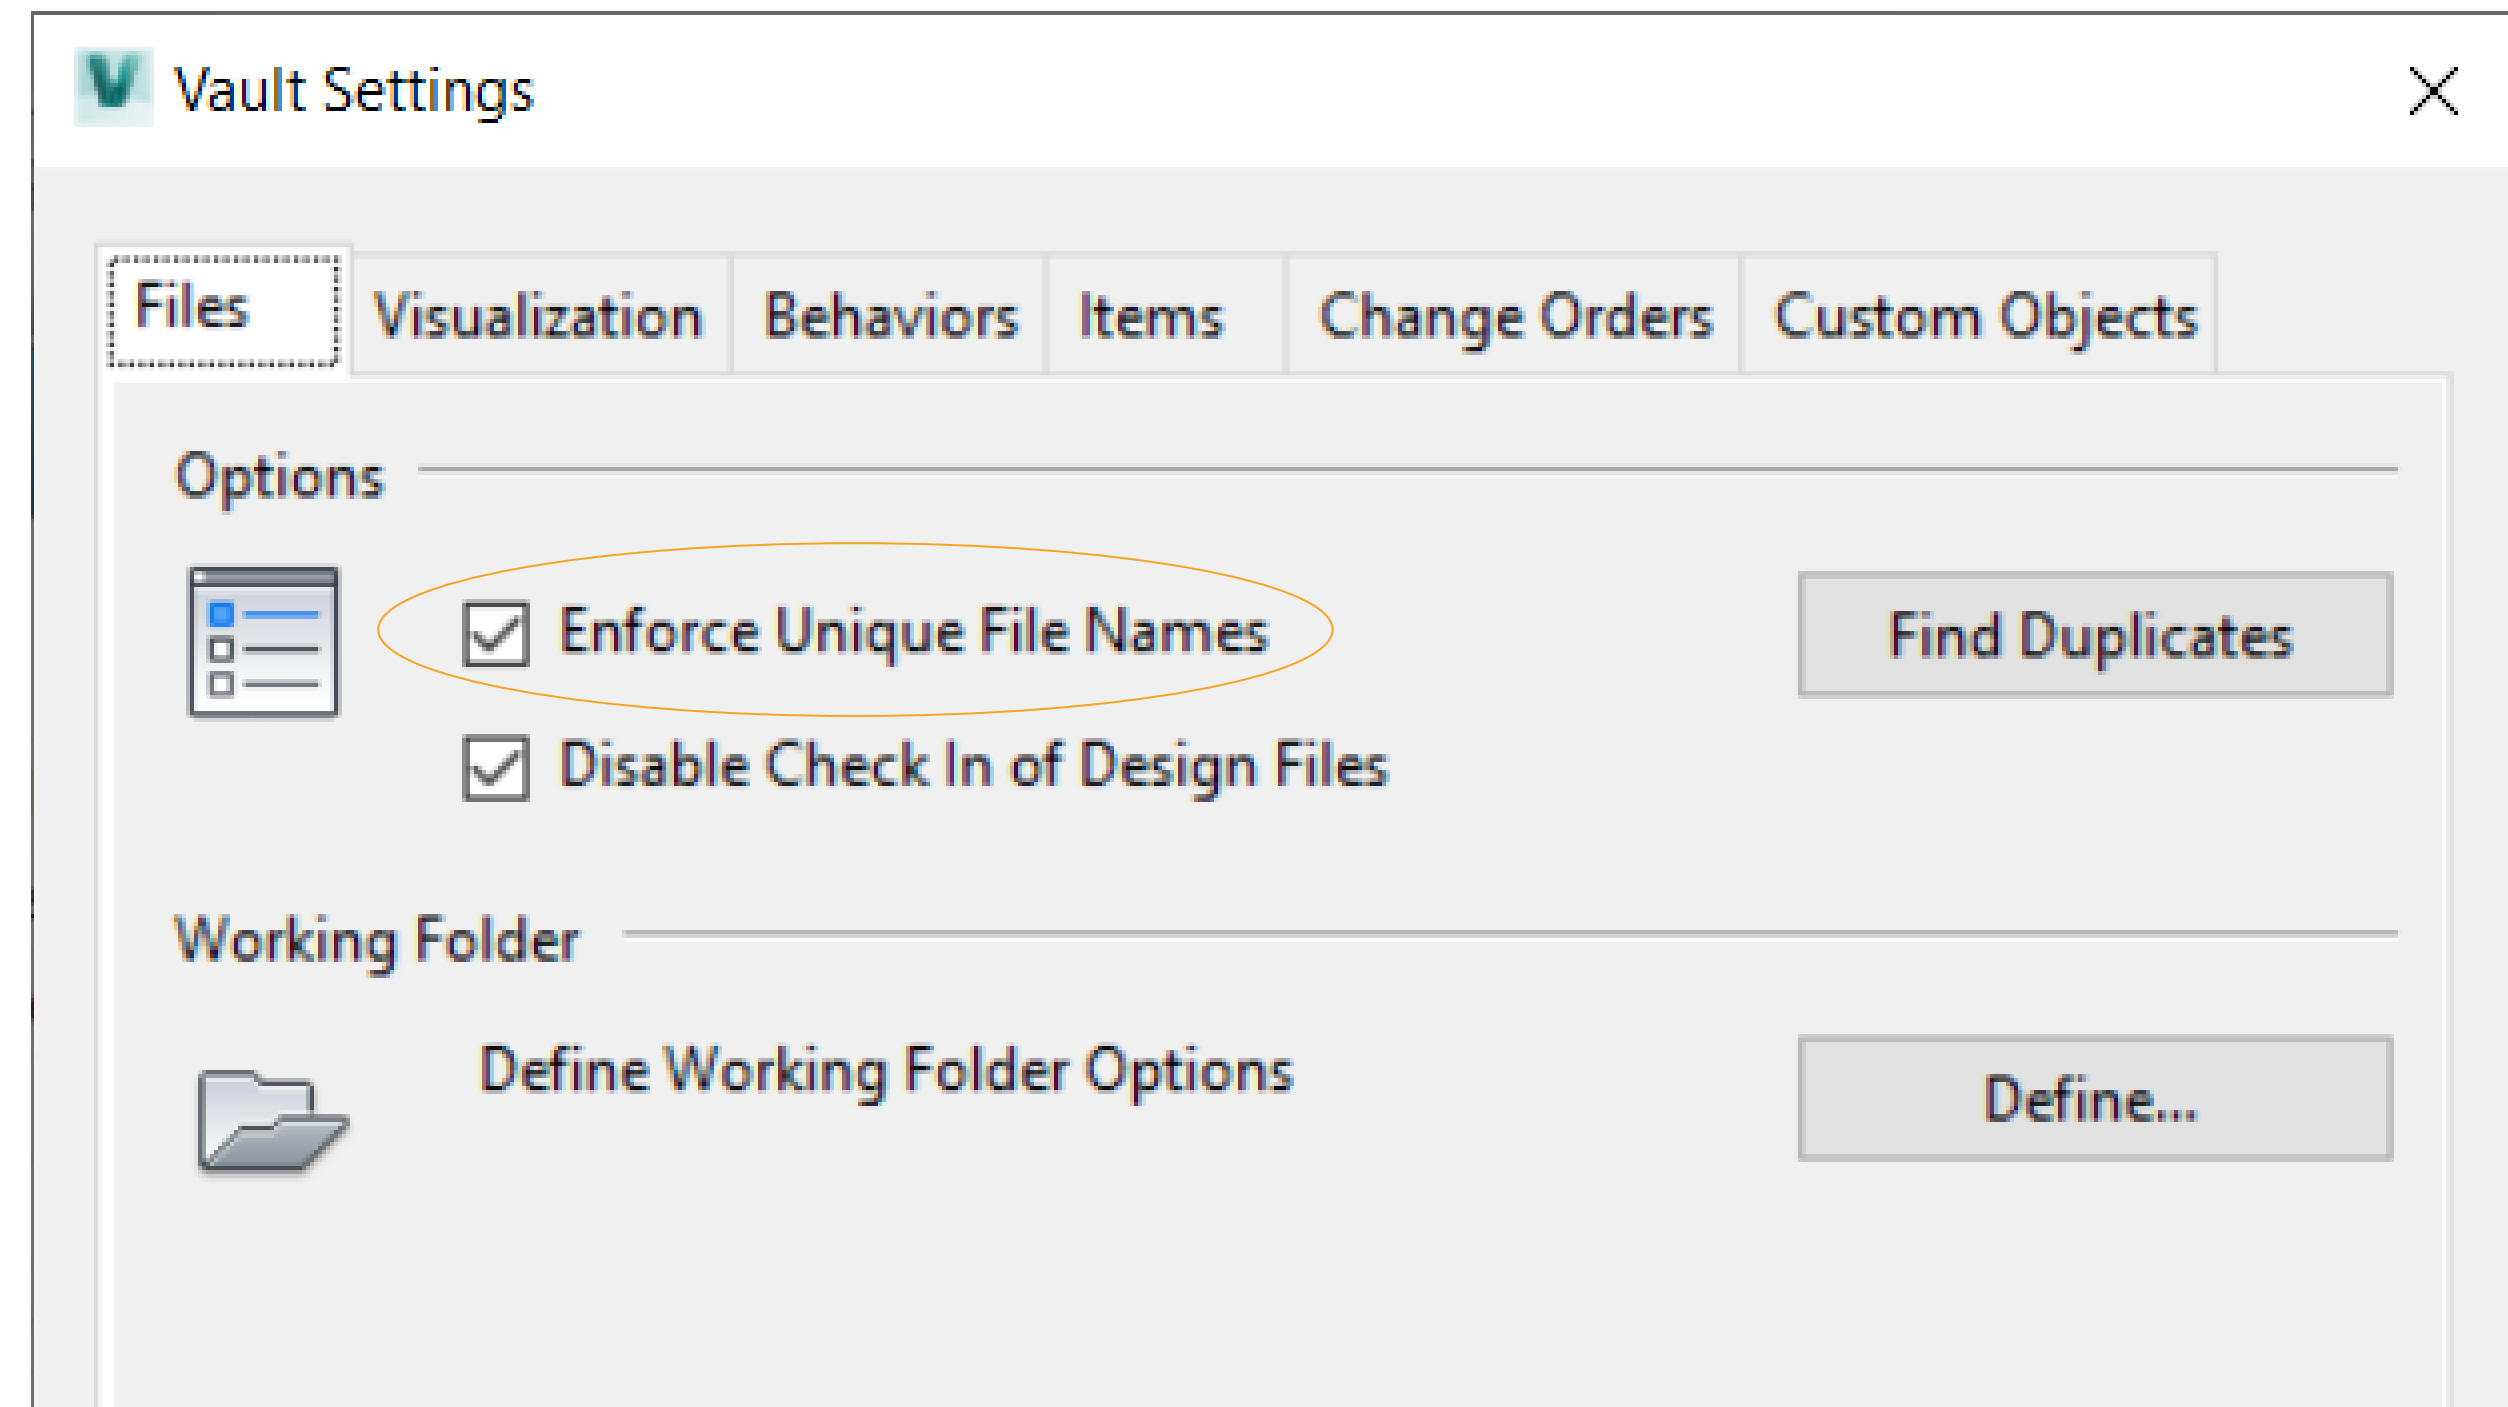 Vault Settings
Files Visualization Behaviors Items Change Orders Custom Objects
Options
Enforce Unique File Names Find Duplicates
Disable Check In of Design Files
Working Folder
Define Working Folder Options Define...